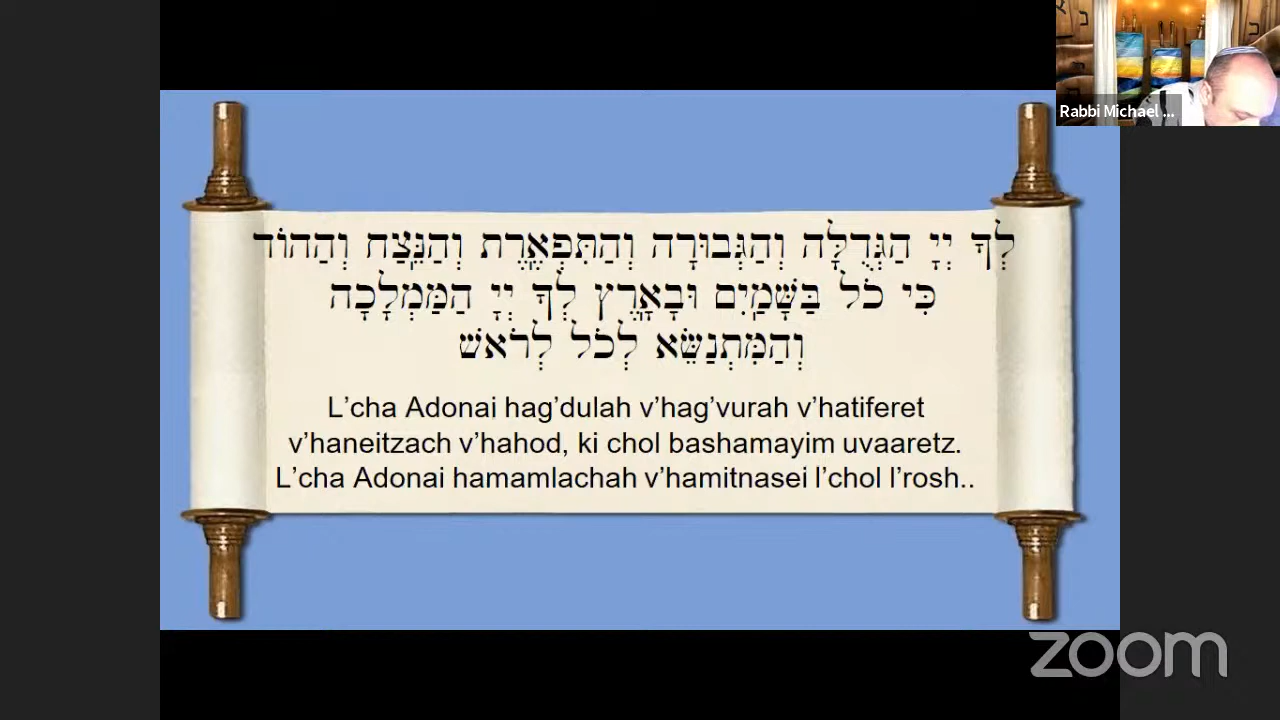 Rabbi Michael ...
לְךָ יְיָ הַגְּדֻלָּה וְהַגְּבוּרָה וְהַתִּפְאֶֽרֶת וְהַנֵּֽצַח וְהַהוֹד
כִּי כֹל בַּשָּׁמַֽיִם וּבָאָֽרֶץ לְךָ יְיָ הַמַּמְלָכָה
וְהַמִּתְנַשֵּׂא לְכֹל לְרֹאשׁ
L’cha Adonai hag’dulah v’hag’vurah v’hatiferet
v’haneitzach v’hahod, ki chol bashamayim uvaaretz.
L’cha Adonai hamamlachah v’hamitnasei l’chol l’rosh..
zoom